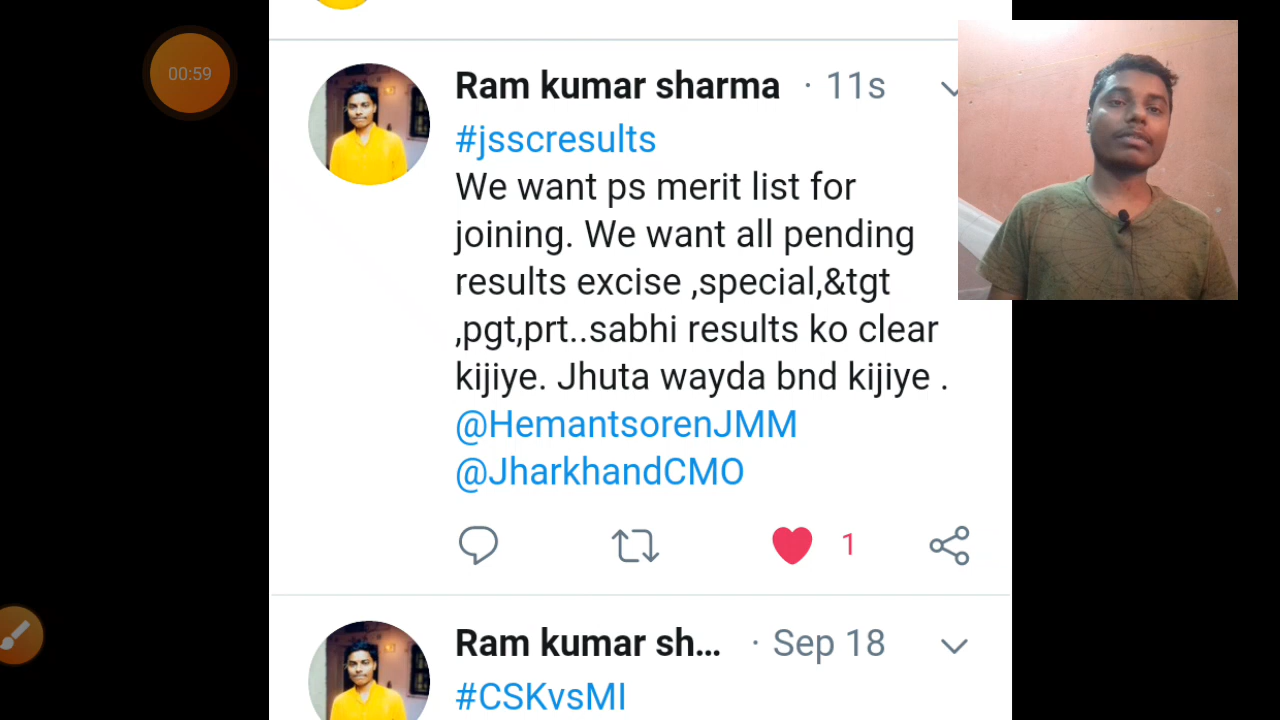 00:59
Ram kumar sharma · 11s
#jsscresults
We want ps merit list for
joining. We want all pending
results excise ,special,&tgt
,pgt,prt..sabhi results ko clear
kijiye. Jhuta wayda bnd kijiye .
@HemantsorenJMM
@JharkhandCMO
1
Ram kumar sh... · Sep 18
#CSKvsMI